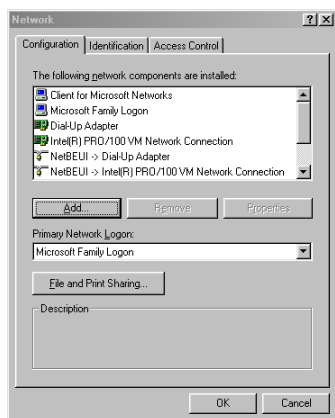 Network
Configuration
Identification
Access Control
The following network components are installed:
Client for Microsoft Networks
Microsoft Family Logon
Dial-Up Adapter
Intel(R) PRO/100 VM Network Connection
NetBEUI -> Dial-Up Adapter
NetBEUI -> Intel(R) PRO/100 VM Network Connection
Add...
Remove
Properties
Primary Network Logon:
Microsoft Family Logon
File and Print Sharing...
Description
OK
Cancel